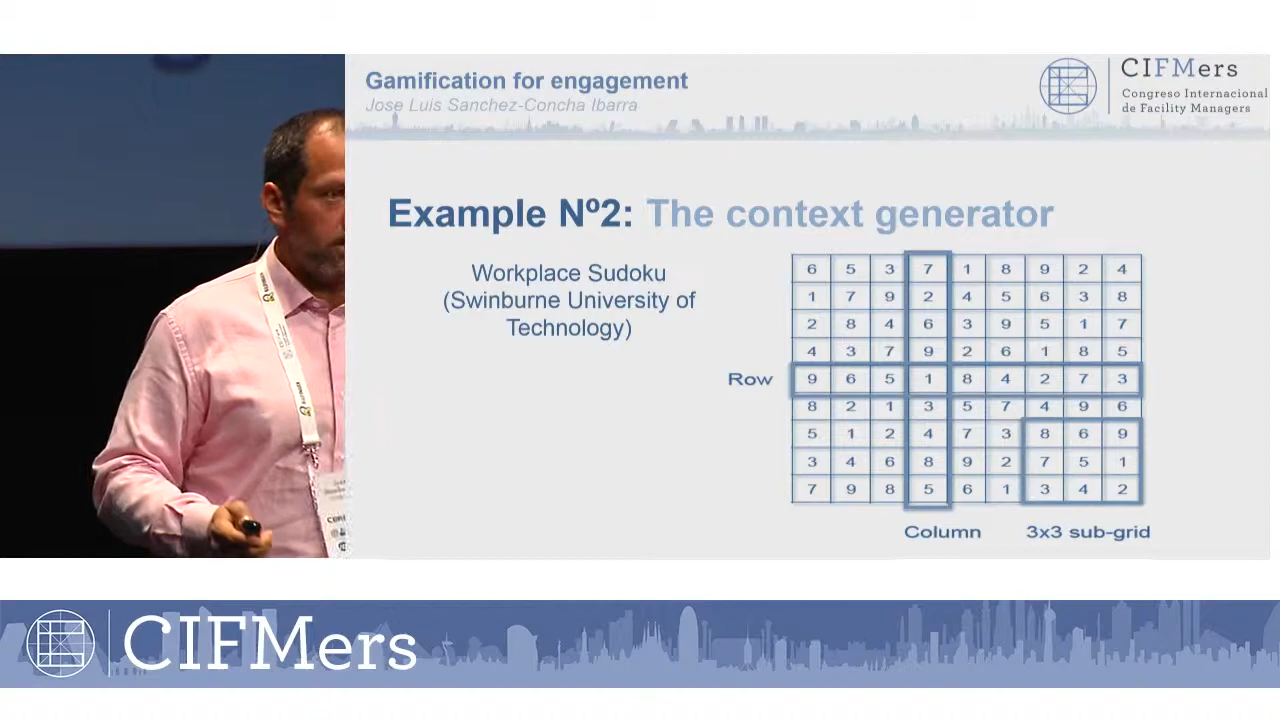 Gamification for engagement
Jose Luis Sanchez-Concha Ibarra
CIFMers
Congreso Internacional
de Facility Managers
Example Nº2: The context generator
Workplace Sudoku
(Swinburne University of
Technology)
6 5 3 7 1 8 9 2 4
1 7 9 2 4 5 6 3 8
2 8 4 6 3 9 5 1 7
4 3 7 9 2 6 1 8 5
Row 9 6 5 1 8 4 2 7 3
8 2 1 3 5 7 4 9 6
5 1 2 4 7 3 8 6 9
3 4 6 8 9 2 7 5 1
7 9 8 5 6 1 3 4 2
Column 3x3 sub-grid
CIFMers